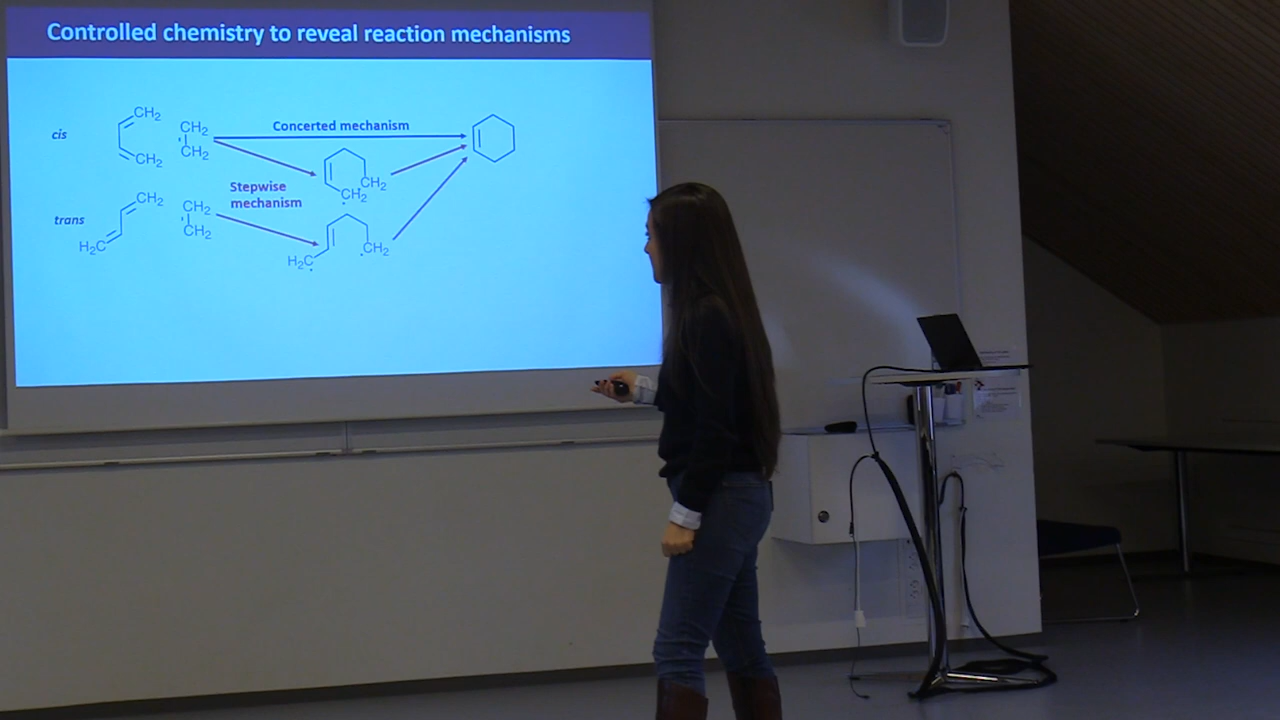 Controlled chemistry to reveal reaction mechanisms
cis
CH₂
CH₂
CH₂
CH₂
Concerted mechanism
Stepwise
mechanism
CH₂
CH₂
trans
CH₂
H₂C
CH₂
CH₂
H₂C
CH₂